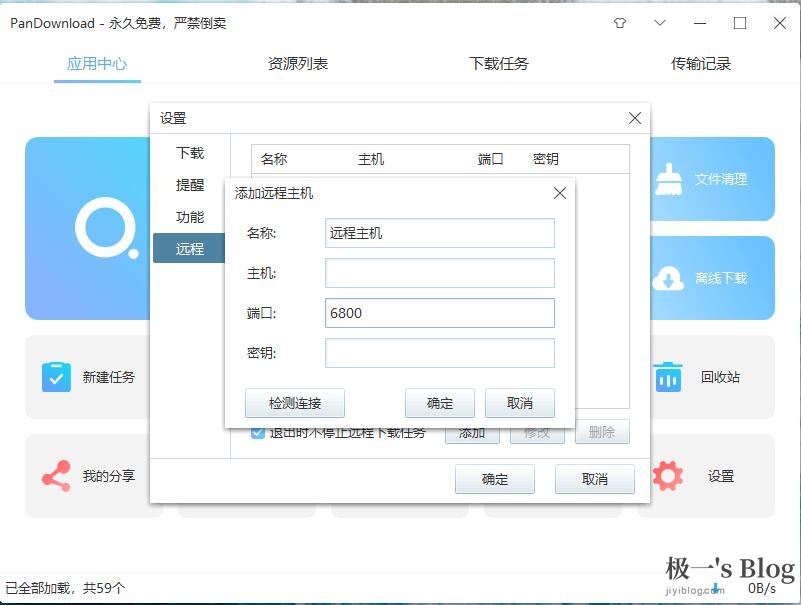 PanDownload - 永久免费，严禁倒卖
应用中心 资源列表 下载任务 传输记录
设置
下载
提醒
功能
远程
名称 主机 端口 密钥
添加远程主机
名称: 远程主机
主机:
端口: 6800
密钥:
检测连接 确定 取消
退出时不停止远程下载任务 添加 修改 删除
确定 取消
文件清理
离线下载
新建任务 回收站
我的分享 设置
极一's Blog
jiyiblog.com
已全部加载，共59个 0B/s